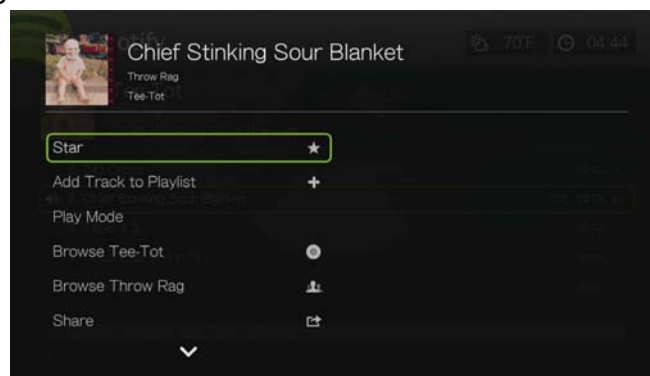 Chief Stinking Sour Blanket
70°F
04:44
Throw Rag
Tee-Tot
Star
Add Track to Playlist
Play Mode
Browse Tee-Tot
Browse Throw Rag
Share